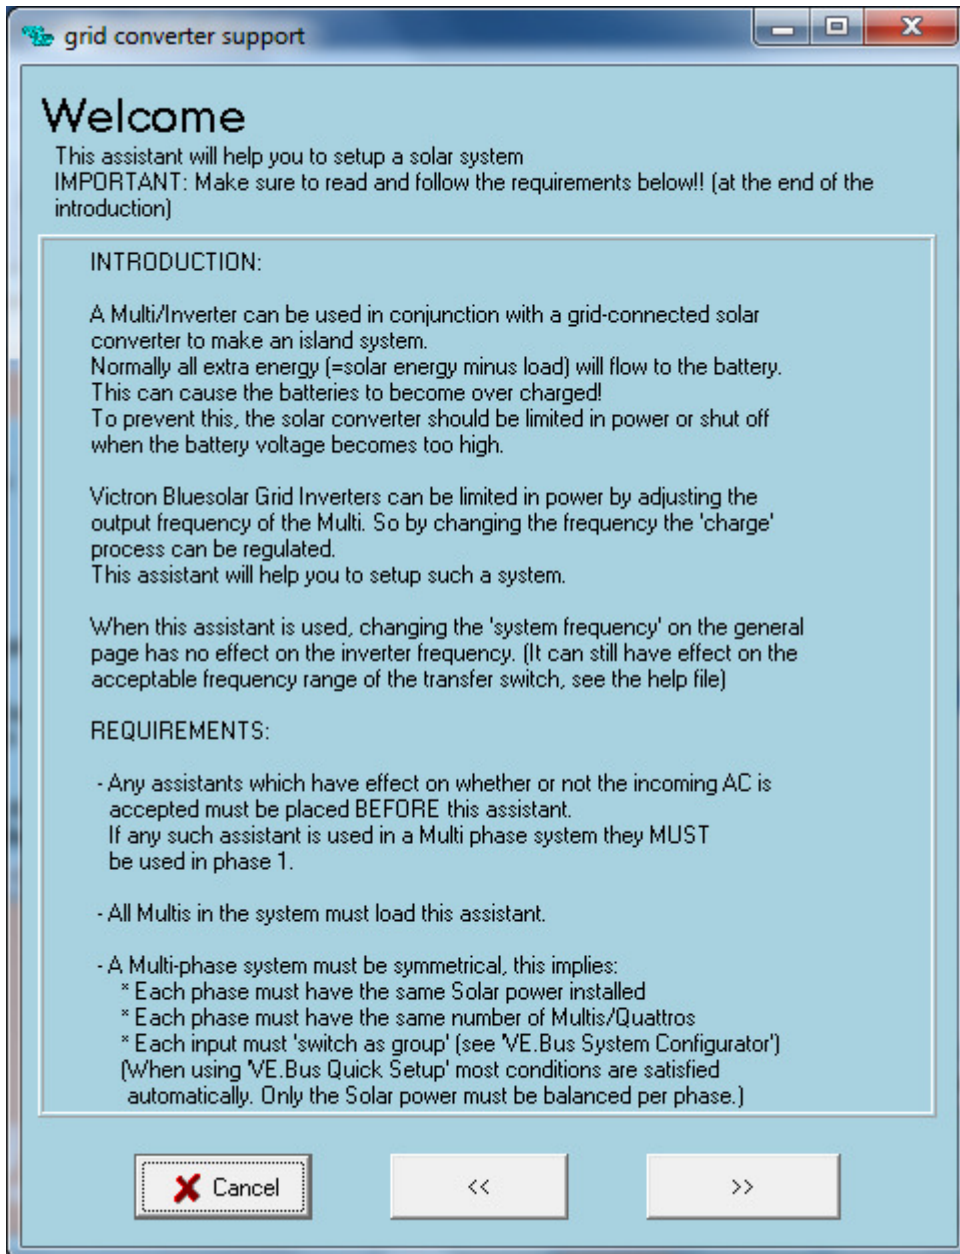 grid converter support
Welcome
This assistant will help you to setup a solar system
IMPORTANT: Make sure to read and follow the requirements below!! (at the end of the
introduction)
INTRODUCTION:
A Multi/Inverter can be used in conjunction with a grid-connected solar
converter to make an island system.
Normally all extra energy (=solar energy minus load) will flow to the battery.
This can cause the batteries to become over charged!
To prevent this, the solar converter should be limited in power or shut off
when the battery voltage becomes too high.
Victron Bluesolar Grid Inverters can be limited in power by adjusting the
output frequency of the Multi. So by changing the frequency the 'charge'
process can be regulated.
This assistant will help you to setup such a system.
When this assistant is used, changing the 'system frequency' on the general
page has no effect on the inverter frequency. (It can still have effect on the
acceptable frequency range of the transfer switch, see the help file)
REQUIREMENTS:
- Any assistants which have effect on whether or not the incoming AC is
accepted must be placed BEFORE this assistant.
If any such assistant is used in a Multi phase system they MUST
be used in phase 1.
- All Multis in the system must load this assistant.
- A Multi-phase system must be symmetrical, this implies:
* Each phase must have the same Solar power installed
* Each phase must have the same number of Multis/Quattros
* Each input must 'switch as group' (see 'VE.Bus System Configurator')
(When using 'VE.Bus Quick Setup' most conditions are satisfied
automatically. Only the Solar power must be balanced per phase.)
Cancel << >>